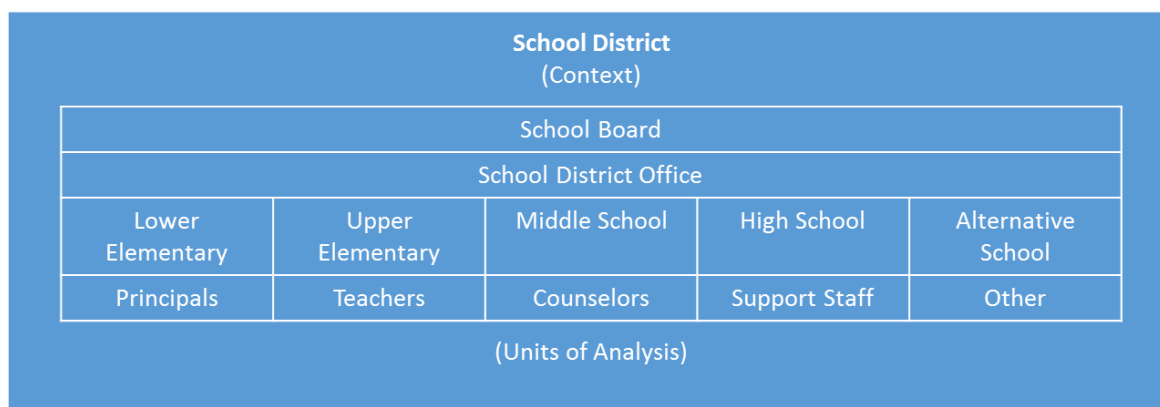 School District
(Context)
School Board
School District Office
Lower
Elementary
Upper
Elementary
Middle School
High School
Alternative
School
Principals
Teachers
Counselors
Support Staff
Other
(Units of Analysis)